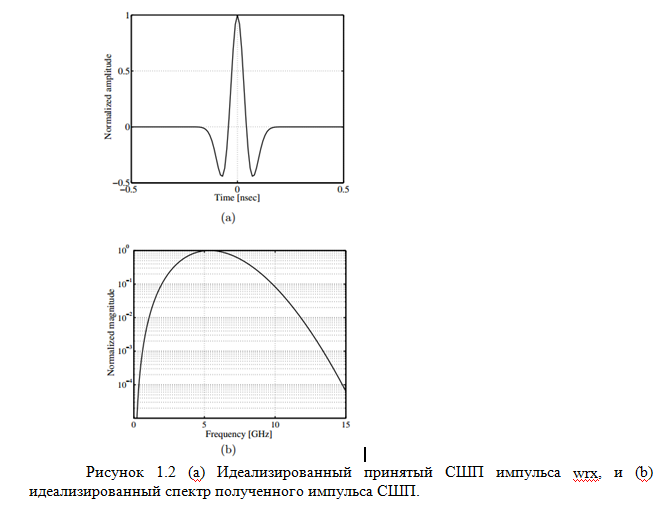 1
0.5
0
−0.5
−0.5
0
0.5
Normalized amplitude
Time [nsec]
(a)
10⁰
10⁻¹
10⁻²
10⁻³
10⁻⁴
Normalized magnitude
0
5
10
15
Frequency [GHz]
(b)
Рисунок 1.2 (а) Идеализированный принятый СШП импульса wrx, и (b)
идеализированный спектр полученного импульса СШП.